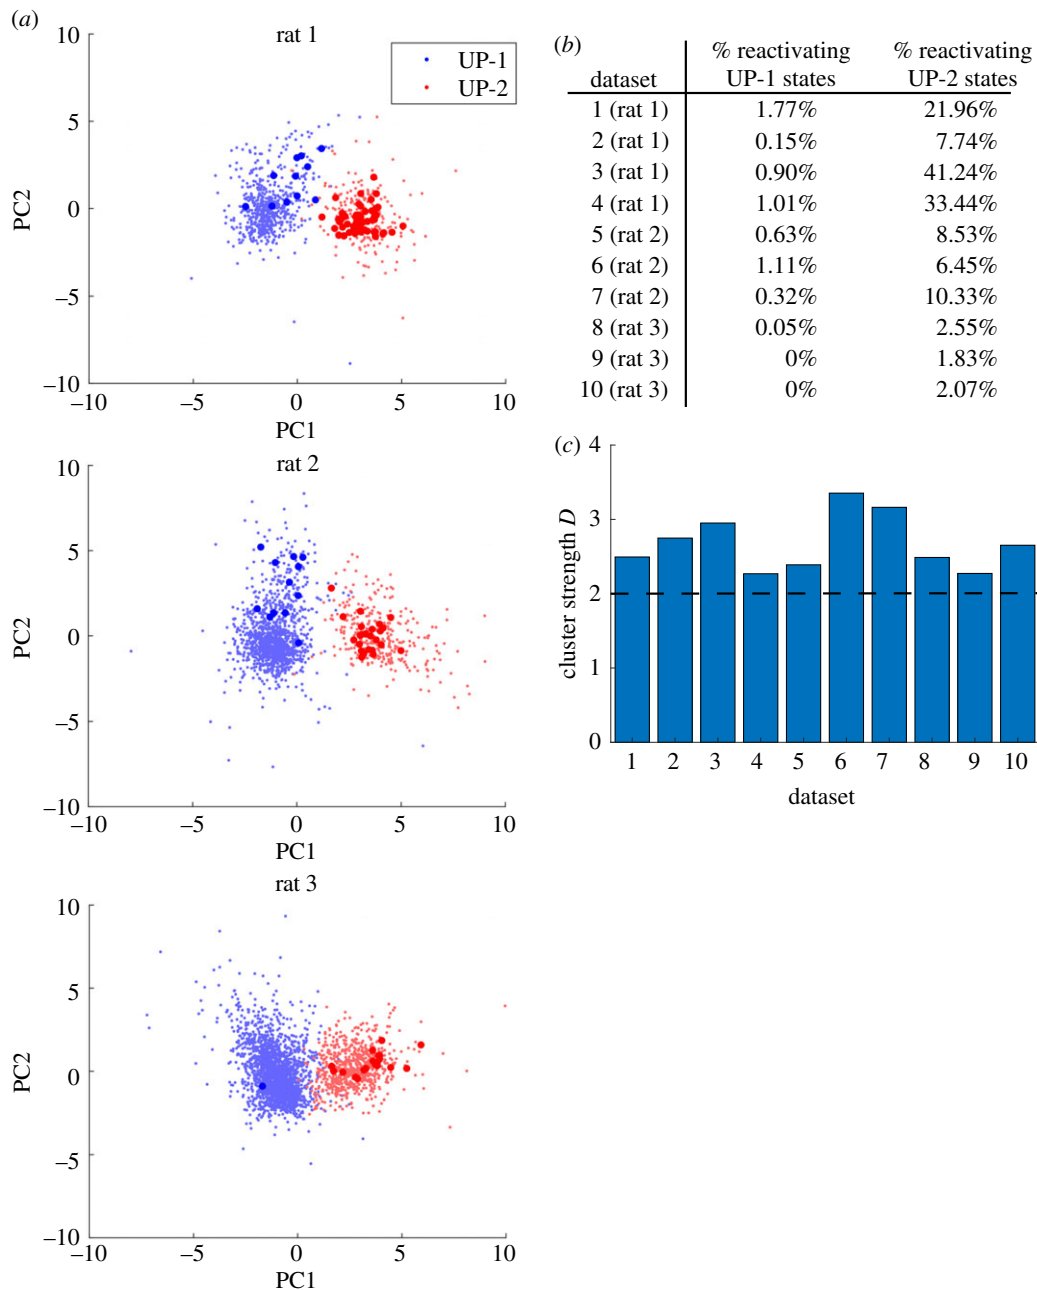 (a)
rat 1
UP-1
UP-2
10
5
0
−5
−10
PC2
−10 −5 0 5 10
PC1
rat 2
10
5
0
−5
−10
PC2
−10 −5 0 5 10
PC1
rat 3
10
5
0
−5
−10
PC2
−10 −5 0 5 10
PC1
(b)
% reactivating % reactivating
dataset UP-1 states UP-2 states
1 (rat 1) 1.77% 21.96%
2 (rat 1) 0.15% 7.74%
3 (rat 1) 0.90% 41.24%
4 (rat 1) 1.01% 33.44%
5 (rat 2) 0.63% 8.53%
6 (rat 2) 1.11% 6.45%
7 (rat 2) 0.32% 10.33%
8 (rat 3) 0.05% 2.55%
9 (rat 3) 0% 1.83%
10 (rat 3) 0% 2.07%
(c)
4
3
2
1
0
cluster strength D
1 2 3 4 5 6 7 8 9 10
dataset